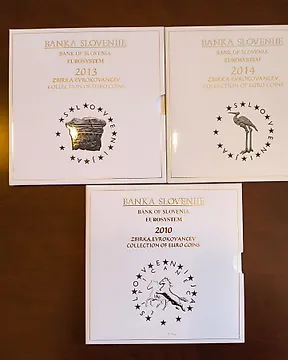 BANKA SLOVENIJE
BANK OF SLOVENIA
EUROSYSTEM
2013
ZBIRKA EVROKOVANCEV
COLLECTION OF EURO COINS
SLOVENIJA
BANKA SLOVENIJE
BANK OF SLOVENIA
EUROSYSTEM
2014
ZBIRKA EVROKOVANCEV
COLLECTION OF EURO COINS
SLOVENIJA
BANKA SLOVENIJE
BANK OF SLOVENIA
EUROSYSTEM
2010
ZBIRKA EVROKOVANCEV
COLLECTION OF EURO COINS
LIPICANEC
SLOVENIJA